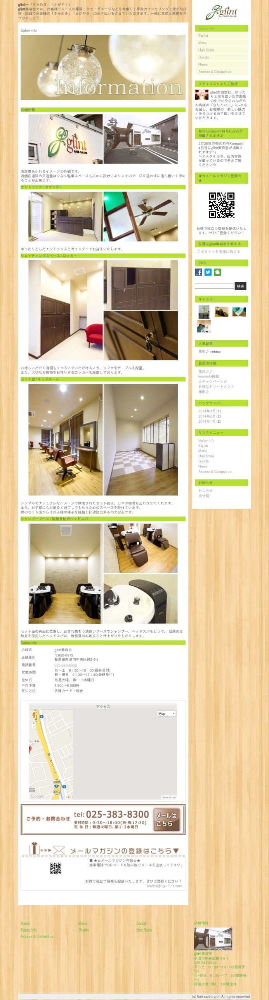 glint―「きらめき」「かがやく」
glint美容室では、お客様一人一人の髪質・クセ・ダメージなどを考慮し丁寧なカウンセリングと確かな技
術・知識でお客様の「きらめき」「かがやき」のお手伝いをさせていただきます。一緒に笑顔と感動を見
つけましょう。
Salon info
Information
店舗外観
glint
HAIR SALON
清潔感あふれるイメージの外観です。
店舗前道路の交通量は少なく駐車スペースも広めに設けてありますので、気を遣わずに落ち着いて停め
ることが出来ます。
エントランス / カウンター
ゆったりとしたエントランスとカウンターでお迎えいたします。
ウェイティングスペース / ロッカー
お待ちいただく時間もくつろいでいただけるよう、ソファやテーブルを配置。
また、大切なお荷物をお守りするロッカーも設置しております。
セット面 / キッズルーム
シンプルでナチュラルなイメージで構成されたセット面は、日々の喧噪も忘れさせてくれます。
また、お子様にも心地良く過ごしてもらうためのスペースを設けています。
奥のセット面からはお子様の様子を鏡越しに確認出来るので安心です。
シャンプーブース / 炭酸泉使用ヘッドスパ
セット面の背面に位置し、囲まれ感も心地良いブースでシャンプー、ヘッドスパをどうぞ。 話題の炭
酸泉を使用したヘッドスパは、新感覚の心地良さと仕上がりをもたらします。
Salon info
店舗名 glint美容室
店舗住所 〒950-0913
新潟県新潟市中央区鐙3-5-1
電話番号 025-383-8300
営業時間 月～土　9：30～18：00(最終受付)
日・祝日　9：30～17：30(最終受付)
定休日 毎週火曜、第1・3水曜日
平均予算 4,500～8,000円
支払方法 各種カード・現金
アクセス
Map
栗ノ木バイパス
紫竹山
Google
Terms of Use
ご予約・お問合わせ
tel:025-383-8300
受付時間：9:30～18:00(日・祝17:30)
定 休 日：毎週火曜日、第1・3水曜日
メールは
こちら
メールマガジンの登録はこちら▼
■ ★☆メールマガジン登録☆★
携帯電話でQRコードを読み取りメールを送信して下さい。
お得で役立つ情報を配信いたします。ぜひご登録ください！
68254@r.glint-hs.com
glint
HAIR SALON
Salon info
Stylist
Menu
Hair Style
Goods
News
Access & Contact us
スタイリストよりご挨拶
glint美容室は、ゆった
りと落ち着いた雰囲気
の中でいやされながら
お客様の「なりたい！」に+αを
お届し、お客様の「新しい魅力
」を見つけるお手伝いをさせて
いただきます。
月刊Komachi4月号にglintが
掲載されます♪
2月25日発売の月刊Komachi
4月号にglint美容室が掲載さ
れます!(^^)
ヘアスタイルや、店内写真
が載っているので是非ご覧
ください☆
★☆メールマガジン登録☆
★
お得で役立つ情報を配信いたし
ます。ぜひご登録ください！
友達にglint美容室を教える
このサイトを友達に教える
SNS
検索
ギャラリー
人気記事
撮影♪
最近の投稿
完成♪♪
komachi掲載
☆キャンペーン☆
お得なトリートメント
撮影♪
バックナンバー
2014年3月 (1)
2014年2月 (2)
2014年1月 (2)
リンクメニュー
Salon info
Stylist
Menu
Hair Style
Goods
News
Access & Contact us
お知らせ
おしらせ
未分類
News
Salon info
Access & Contact us
Menu
Goods
Stylist
Hair Style
店舗情報
glint美容室
新潟市中央区 3-5-1
025-383-8300
月～土　9：30～18：00(最終受
付)
日･祝日　9：30～17：30(最終受
付)
毎週火曜 / 第1・3水曜定休
(c) hair salon glint All rights reserved